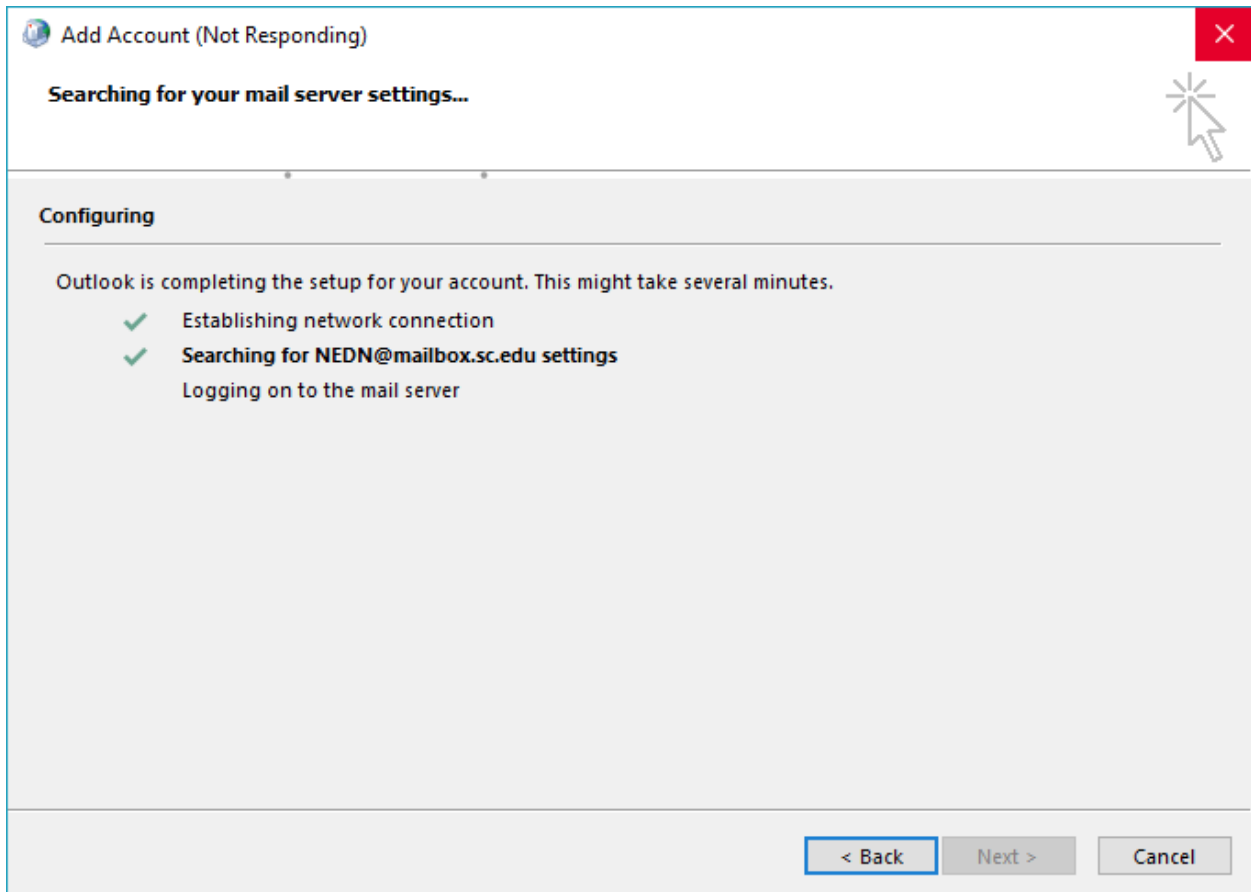 Add Account (Not Responding)
Searching for your mail server settings...
Configuring
Outlook is completing the setup for your account. This might take several minutes.
Establishing network connection
Searching for NEDN@mailbox.sc.edu settings
Logging on to the mail server
< Back
Next >
Cancel